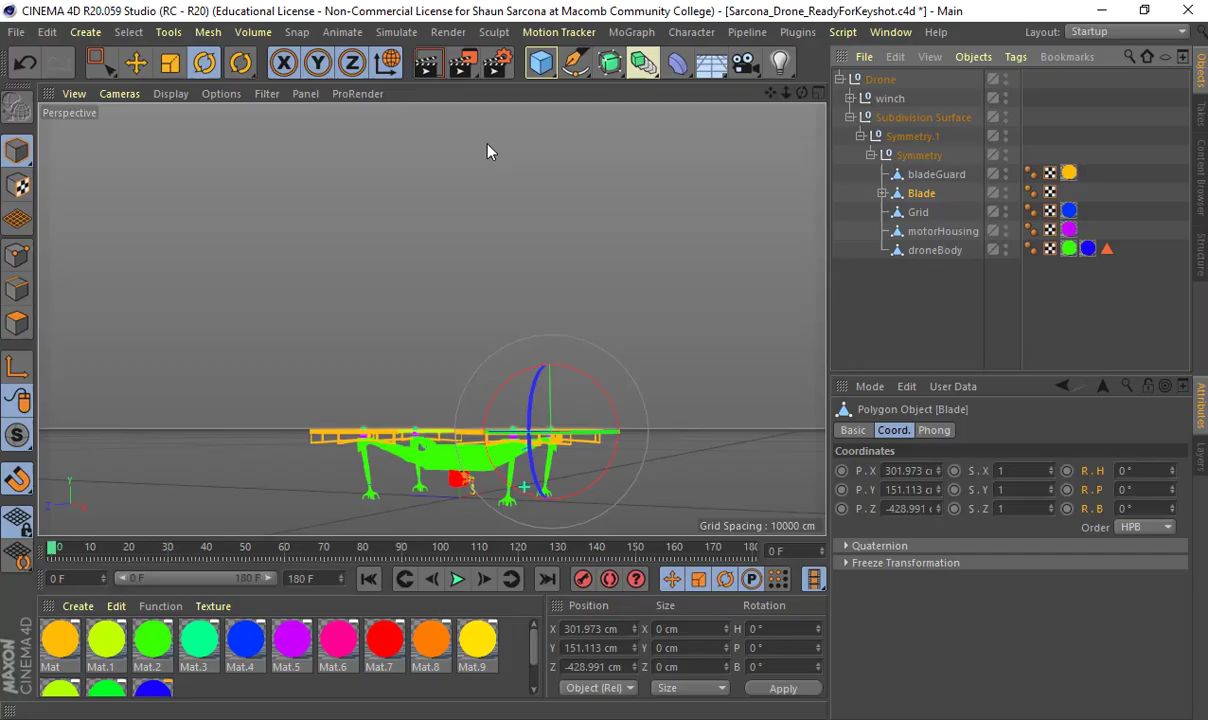 CINEMA 4D R20.059 Studio (RC - R20) (Educational License - Non-Commercial License for Shaun Sarcona at Macomb Community College) - [Sarcona_Drone_ReadyForKeyshot.c4d *] - Main
File Edit Create Select Tools Mesh Volume Snap Animate Simulate Render Sculpt Motion Tracker MoGraph Character Pipeline Plugins Script Window Help Layout: Startup
File Edit View Objects Tags Bookmarks
View Cameras Display Options Filter Panel ProRender
Perspective
Drone
winch
Subdivision Surface
Symmetry.1
Symmetry
bladeGuard
Blade
Grid
motorHousing
droneBody
Objects
Takes
Content Browser
Structure
Mode Edit User Data
Polygon Object [Blade]
Basic Coord. Phong
Coordinates
P.X 301.973 S.X 1 R.H 0 °
P.Y 151.113 S.Y 1 R.P 0 °
P.Z -428.991 S.Z 1 R.B 0 °
Order HPB
Quaternion
Freeze Transformation
Attributes
Layers
Y
Z X
Grid Spacing : 10000 cm
0 10 20 30 40 50 60 70 80 90 100 110 120 130 140 150 160 170 0 F
0 F 0 F 180 F 180 F
Create Edit Function Texture
Mat Mat.1 Mat.2 Mat.3 Mat.4 Mat.5 Mat.6 Mat.7 Mat.8 Mat.9
Position Size Rotation
X 301.973 cm X 0 cm H 0 °
Y 151.113 cm Y 0 cm P 0 °
Z -428.991 cm Z 0 cm B 0 °
Object (Rel) Size Apply
MAXON CINEMA 4D